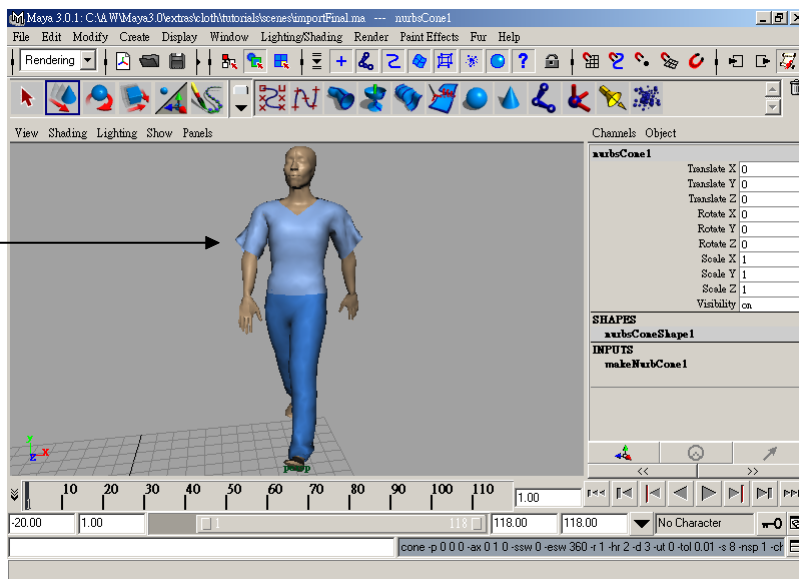 Maya 3.0.1: C:\AW\Maya3.0\extras\cloth\tutorials\scenes\importFinal.ma --- nurbsCone1
File Edit Modify Create Display Window Lighting/Shading Render Paint Effects Fur Help
Rendering
View Shading Lighting Show Panels
Channels Object
nurbsCone1
Translate X 0
Translate Y 0
Translate Z 0
Rotate X 0
Rotate Y 0
Rotate Z 0
Scale X 1
Scale Y 1
Scale Z 1
Visibility on
SHAPES
nurbsConeShape1
INPUTS
makeNurbCone1
y
z x
persp
<< >>
10 20 30 40 50 60 70 80 90 100 110
1.00
-20.00 1.00 1 118 118.00 118.00 No Character
cone -p 0 0 0 -ax 0 1 0 -ssw 0 -esw 360 -r 1 -hr 2 -d 3 -ut 0 -tol 0.01 -s 8 -nsp 1 -ch